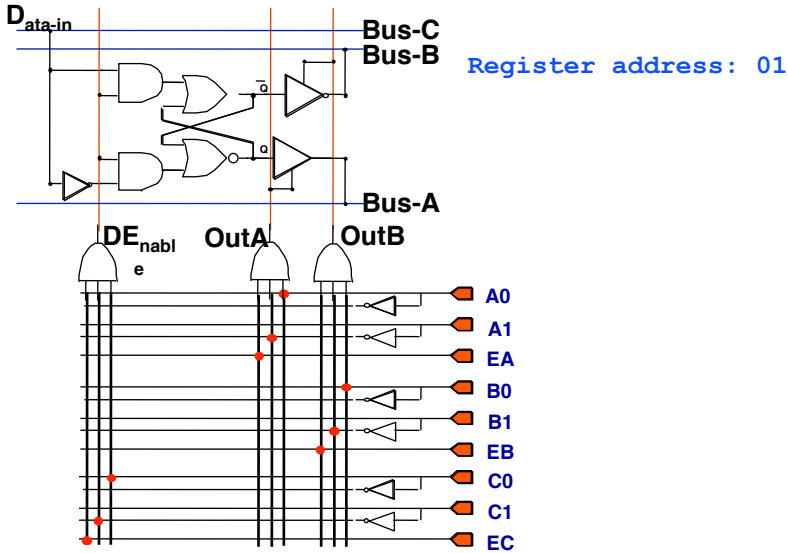 Data-in
Bus-C
Bus-B
Register address: 01
Q
Q
Bus-A
DEnabl
e
OutA
OutB
A0
A1
EA
B0
B1
EB
C0
C1
EC